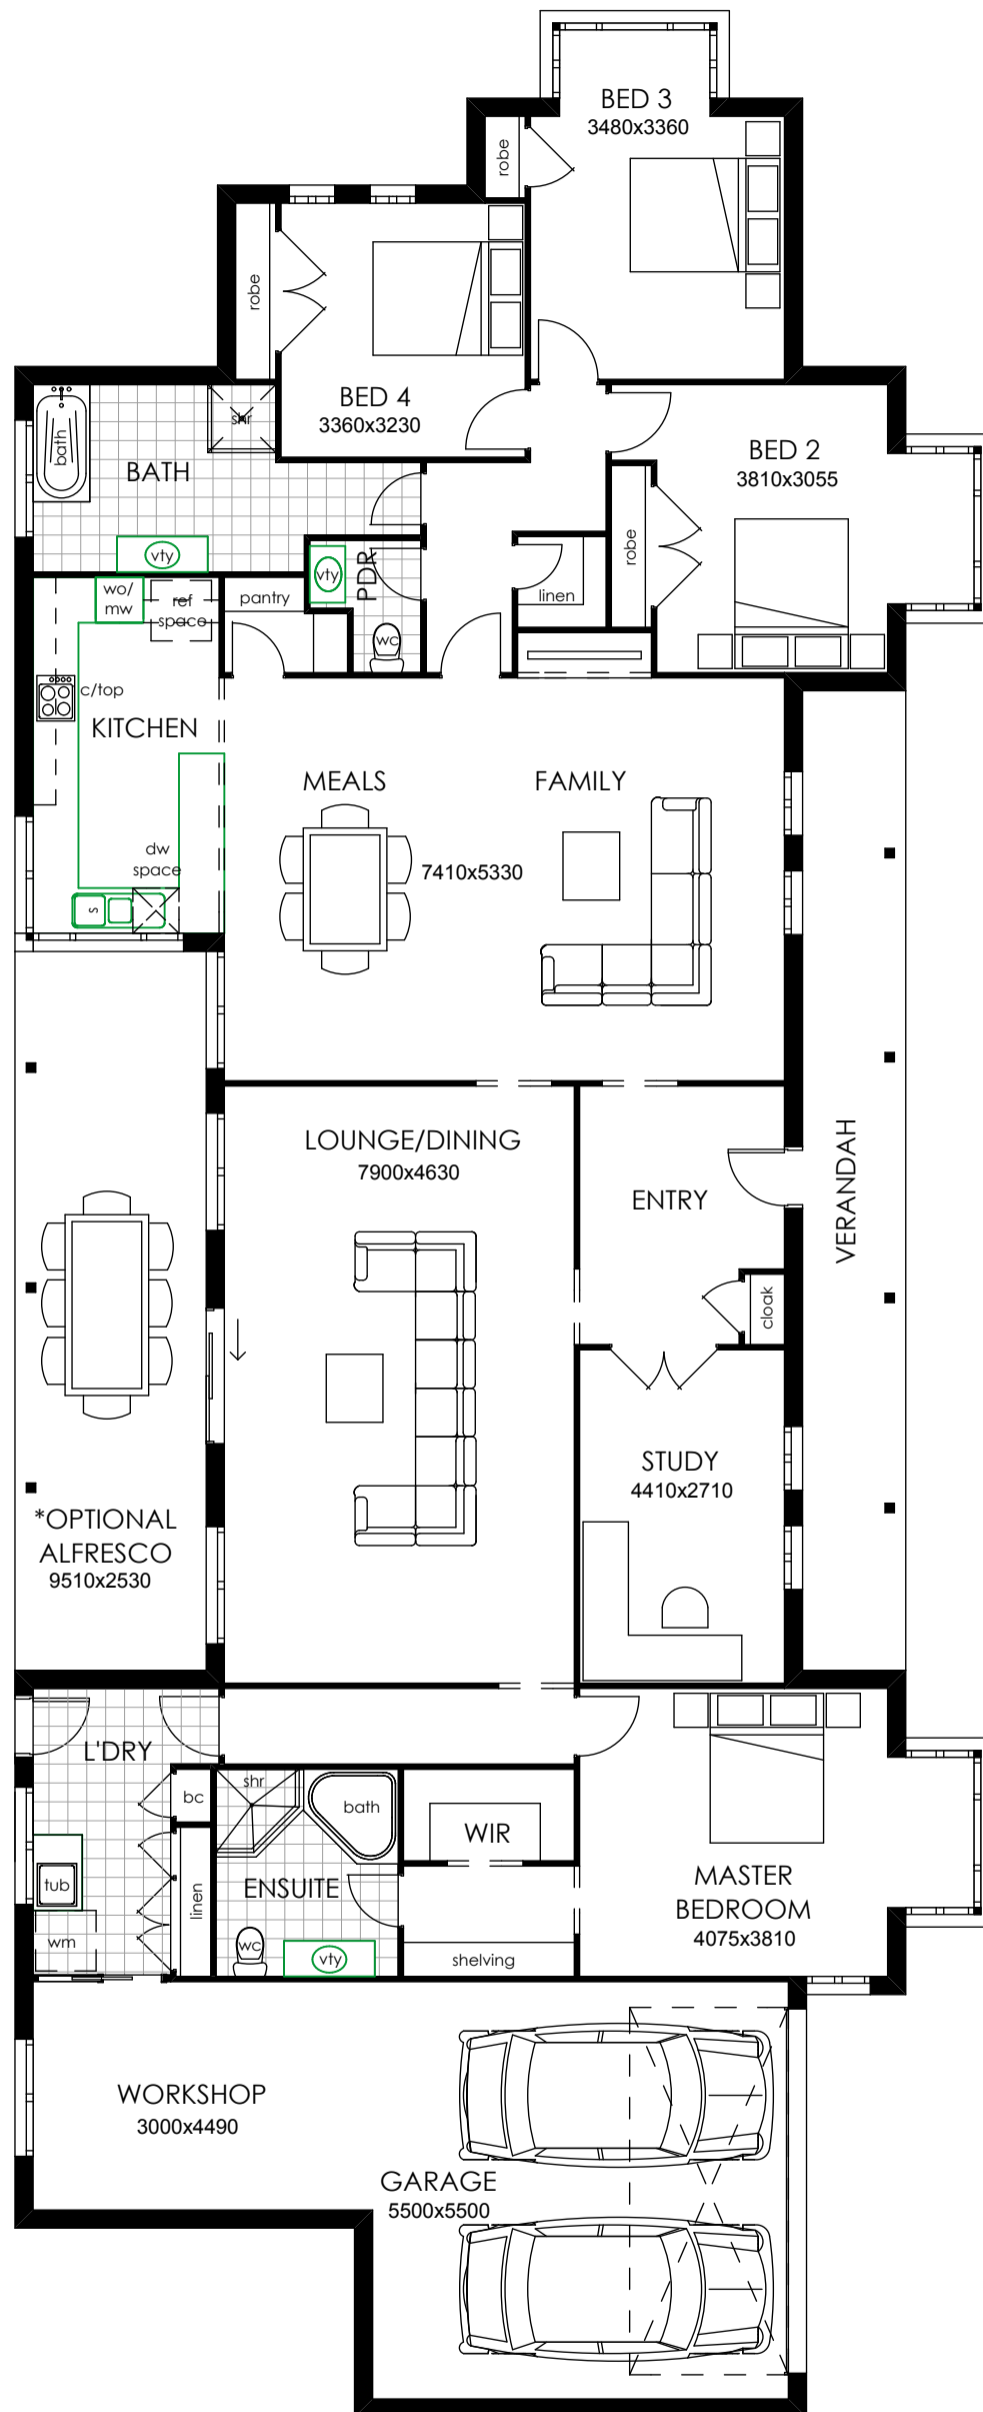 BED 3
3480x3360
robe
robe
BED 4
3360x3230
shr
bath
BATH
BED 2
3810x3055
robe
vty
wo/
mw
ref
space
pantry
vty
PDR
wc
linen
c/top
KITCHEN
MEALS
FAMILY
7410x5330
dw
space
s
LOUNGE/DINING
7900x4630
ENTRY
VERANDAH
cloak
STUDY
4410x2710
*OPTIONAL
ALFRESCO
9510x2530
L'DRY
bc
shr
bath
WIR
tub
linen
ENSUITE
MASTER
BEDROOM
4075x3810
wm
wc
vty
shelving
WORKSHOP
3000x4490
GARAGE
5500x5500